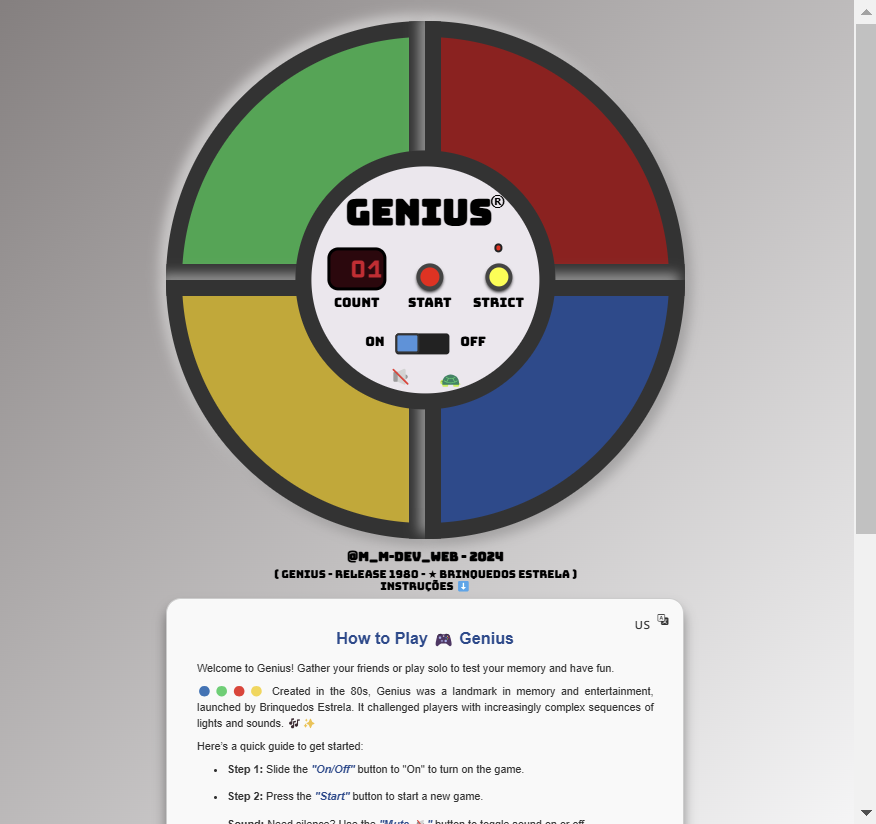 GENIUS®
01
COUNT START STRICT
ON OFF
@M_M-DEV_WEB - 2024
( GENIUS - RELEASE 1980 - ★ BRINQUEDOS ESTRELA )
INSTRUÇÕES ⬇️
US
How to Play 🎮 Genius
Welcome to Genius! Gather your friends or play solo to test your memory and have fun.
🔵 🟢 🔴 🟡 Created in the 80s, Genius was a landmark in memory and entertainment,
launched by Brinquedos Estrela. It challenged players with increasingly complex sequences of
lights and sounds. 🎶 ✨
Here's a quick guide to get started:
• Step 1: Slide the "On/Off" button to "On" to turn on the game.
• Step 2: Press the "Start" button to start a new game.
Sound: Need silence? Use the "Mute 🔇" button to toggle sound on or off.